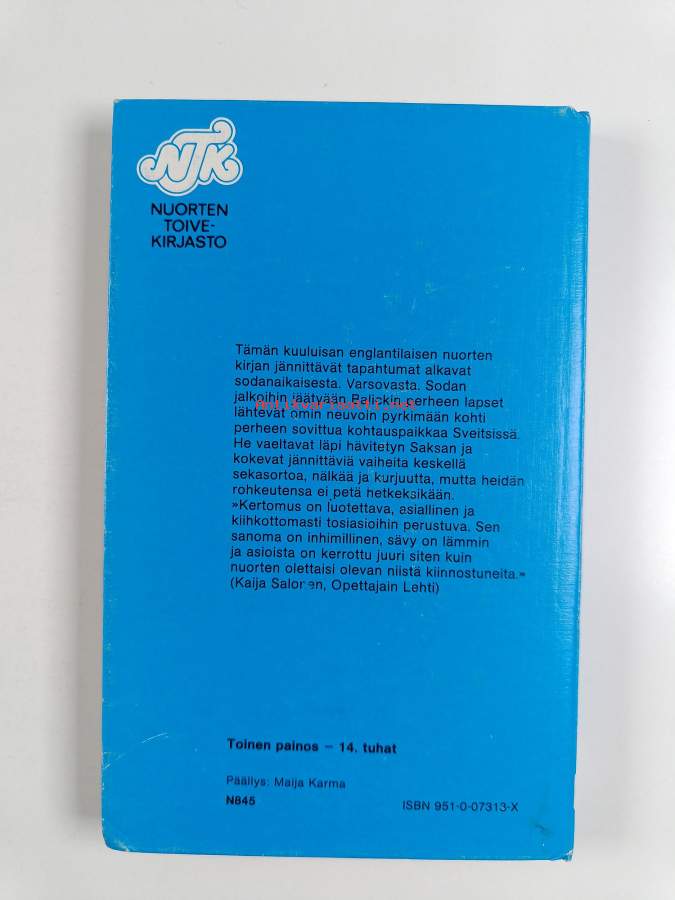 NTK
NUORTEN
TOIVE-
KIRJASTO
Tämän kuuluisan englantilaisen nuorten
kirjan jännittävät tapahtumat alkavat
sodanaikaisesta. Varsovasta. Sodan
jalkoihin jäätyään Balickin perheen lapset
Antikvariaatti.net
lähtevät omin neuvoin pyrkimään kohti
perheen sovittua kohtauspaikkaa Sveitsissä.
He vaeltavat läpi hävitetyn Saksan ja
kokevat jännittäviä vaiheita keskellä
sekasortoa, nälkää ja kurjuutta, mutta heidän
rohkeutensa ei petä hetkeksikään.
»Kertomus on luotettava, asiallinen ja
kiihkottomasti tosiasioihin perustuva. Sen
sanoma on inhimillinen, sävy on lämmin
ja asioista on kerrottu juuri siten kuin
nuorten olettaisi olevan niistä kiinnostuneita.»
(Kaija Salonen, Opettajain Lehti)
Toinen painos – 14. tuhat
Päällys: Maija Karma
N845
ISBN 951-0-07313-X